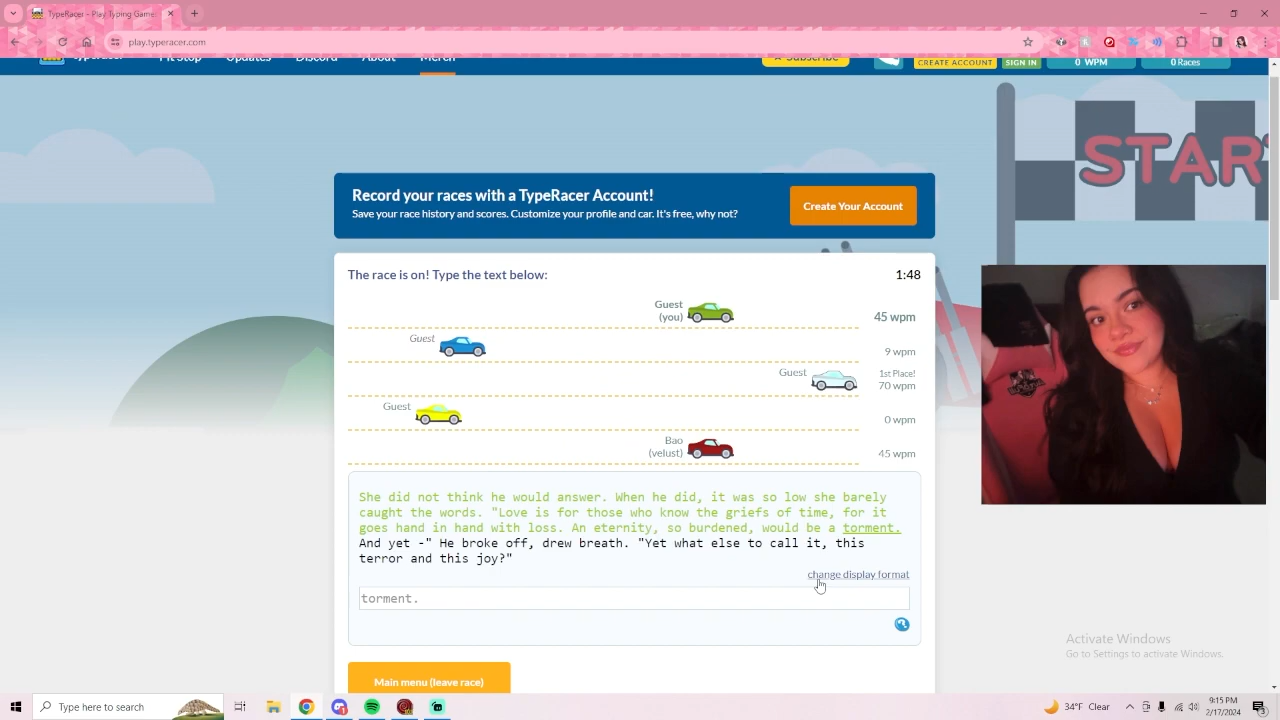 TypeRacer - Play Typing Game
play.typeracer.com
Pit Stop
Updates
Discord
About
Merch
Subscribe
CREATE ACCOUNT
SIGN IN
0 WPM
0 Races
START
Record your races with a TypeRacer Account!
Save your race history and scores. Customize your profile and car. It's free, why not?
Create Your Account
The race is on! Type the text below:
1:48
Guest
(you)
45 wpm
Guest
9 wpm
Guest
1st Place!
70 wpm
Guest
0 wpm
Bao
(velust)
45 wpm
She did not think he would answer. When he did, it was so low she barely
caught the words. "Love is for those who know the griefs of time, for it
goes hand in hand with loss. An eternity, so burdened, would be a torment.
And yet -" He broke off, drew breath. "Yet what else to call it, this
terror and this joy?"
change display format
torment.
Main menu (leave race)
Activate Windows
Go to Settings to activate Windows.
Type here to search
34°F Clear
9:15 PM
2/17/2024